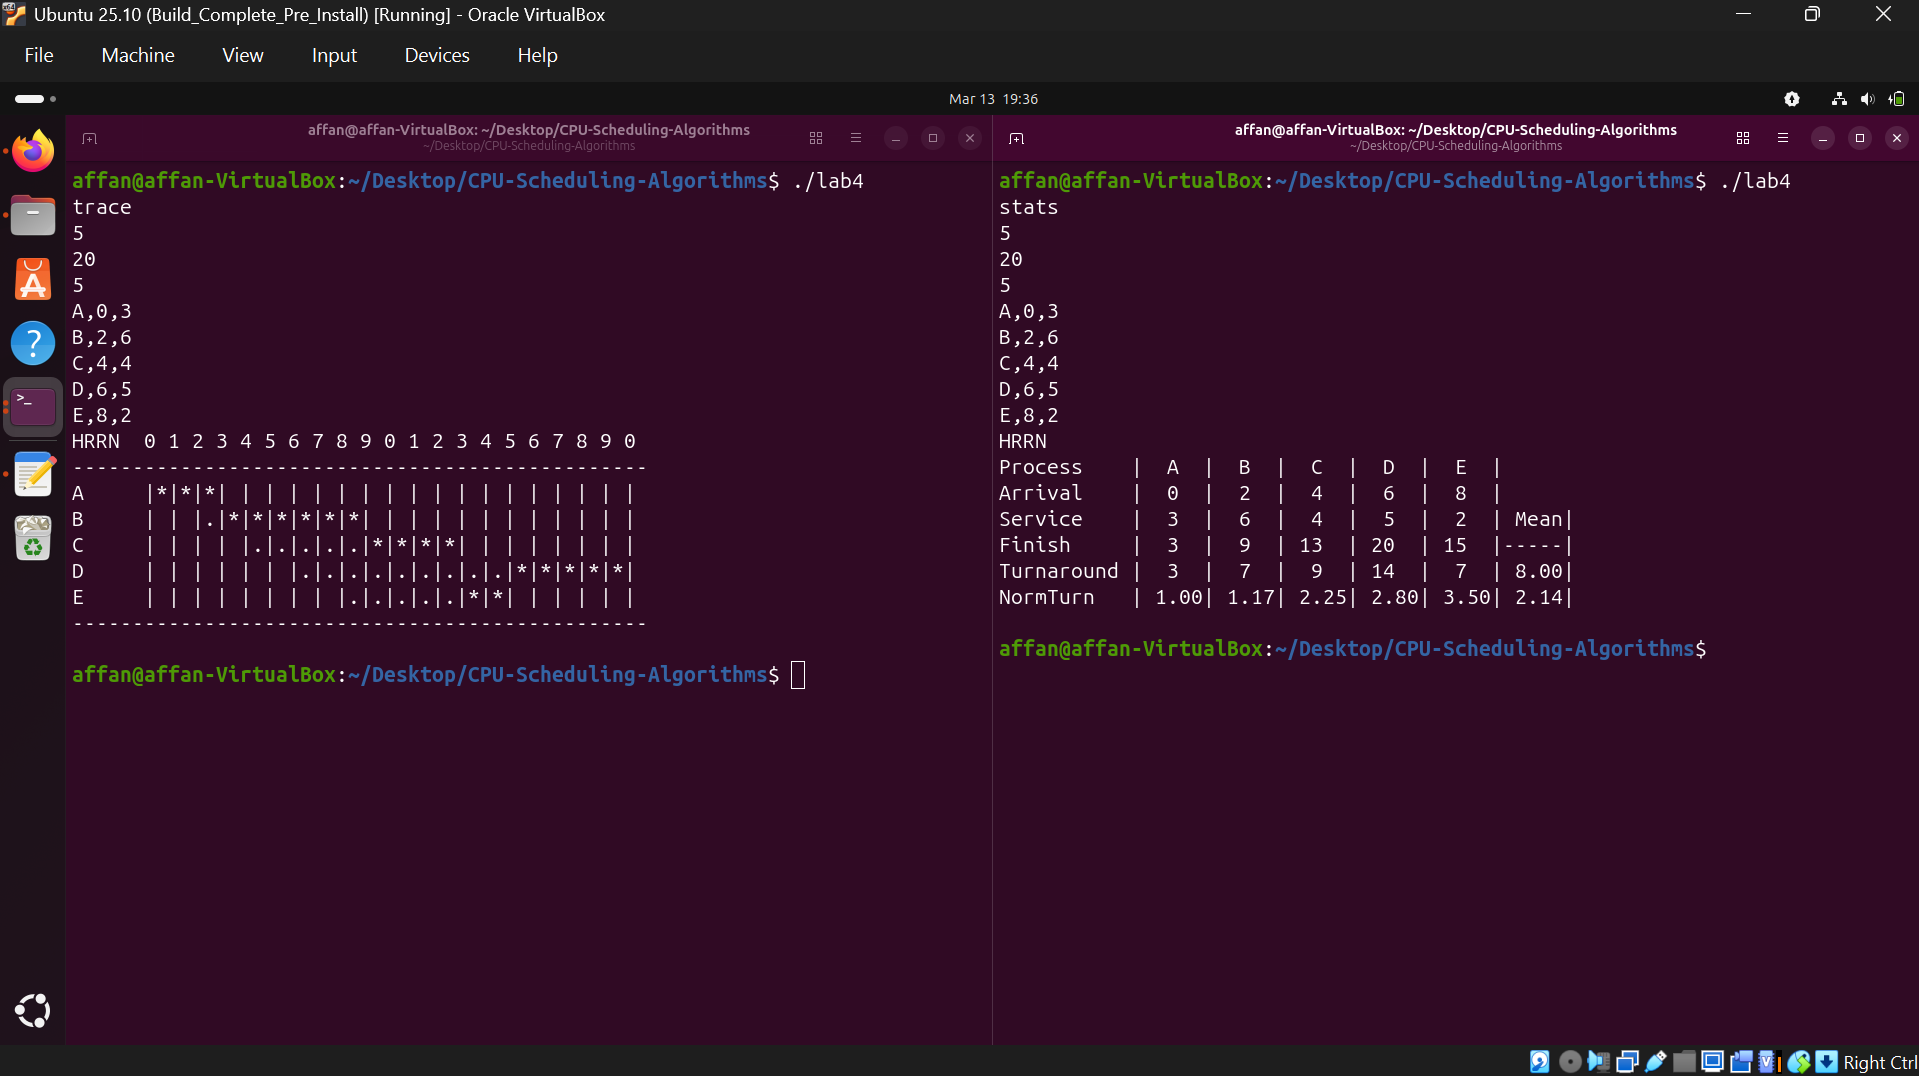 Ubuntu 25.10 (Build_Complete_Pre_Install) [Running] - Oracle VirtualBox
File Machine View Input Devices Help
Mar 13 19:36
affan@affan-VirtualBox: ~/Desktop/CPU-Scheduling-Algorithms
~/Desktop/CPU-Scheduling-Algorithms
affan@affan-VirtualBox:~/Desktop/CPU-Scheduling-Algorithms$ ./lab4
trace
5
20
5
A,0,3
B,2,6
C,4,4
D,6,5
E,8,2
HRRN  0 1 2 3 4 5 6 7 8 9 0 1 2 3 4 5 6 7 8 9 0
------------------------------------------------
A     |*|*|*| | | | | | | | | | | | | | | | | |
B     | | |.|*|*|*|*|*|*| | | | | | | | | | | |
C     | | | | |.|.|.|.|.|*|*|*|*| | | | | | | |
D     | | | | | | |.|.|.|.|.|.|.|.|.|*|*|*|*|*|
E     | | | | | | | | |.|.|.|.|.|*|*| | | | | |
------------------------------------------------
affan@affan-VirtualBox:~/Desktop/CPU-Scheduling-Algorithms$
affan@affan-VirtualBox: ~/Desktop/CPU-Scheduling-Algorithms
~/Desktop/CPU-Scheduling-Algorithms
affan@affan-VirtualBox:~/Desktop/CPU-Scheduling-Algorithms$ ./lab4
stats
5
20
5
A,0,3
B,2,6
C,4,4
D,6,5
E,8,2
HRRN
Process    |  A  |  B  |  C  |  D  |  E  |
Arrival    |  0  |  2  |  4  |  6  |  8  |
Service    |  3  |  6  |  4  |  5  |  2  | Mean|
Finish     |  3  |  9  | 13  | 20  | 15  |-----|
Turnaround |  3  |  7  |  9  | 14  |  7  | 8.00|
NormTurn   | 1.00| 1.17| 2.25| 2.80| 3.50| 2.14|
affan@affan-VirtualBox:~/Desktop/CPU-Scheduling-Algorithms$
Right Ctrl